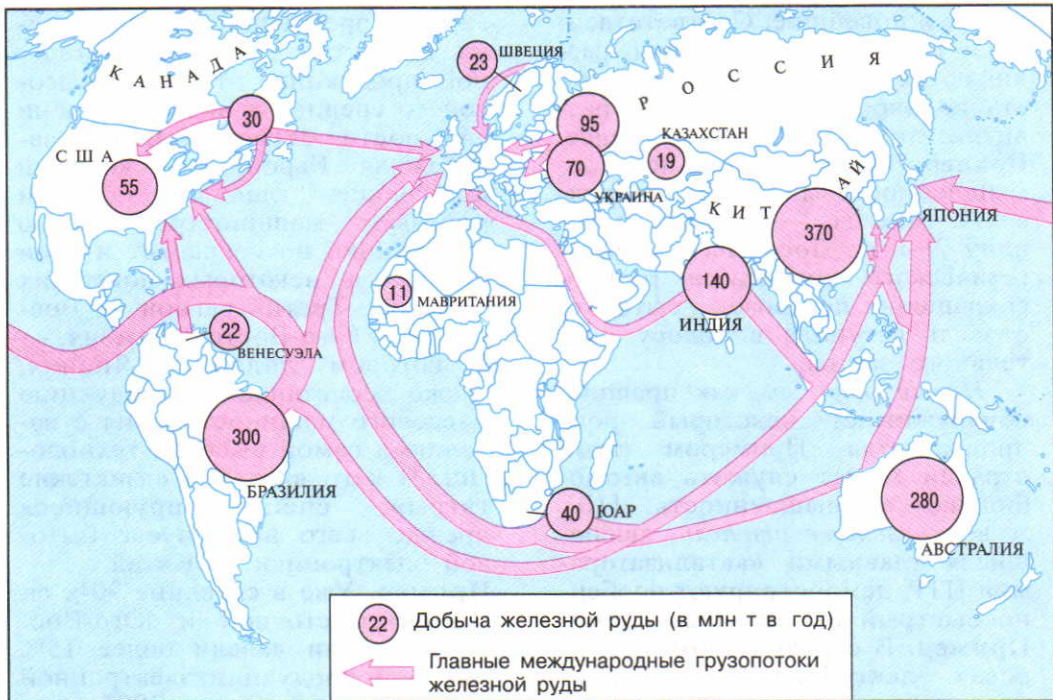 КАНАДА
30
США
55
23
ШВЕЦИЯ
РОССИЯ
95
КАЗАХСТАН
19
70
УКРАИНА
КИТАЙ
370
ЯПОНИЯ
11
МАВРИТАНИЯ
140
ИНДИЯ
22
ВЕНЕСУЭЛА
300
БРАЗИЛИЯ
40
ЮАР
280
АВСТРАЛИЯ
22 Добыча железной руды (в млн т в год)
Главные международные грузопотоки
железной руды